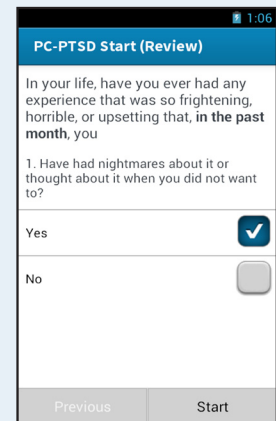 1:06
PC-PTSD Start (Review)
In your life, have you ever had any
experience that was so frightening,
horrible, or upsetting that, in the past
month, you
1. Have had nightmares about it or
thought about it when you did not want
to?
Yes
No
Previous
Start